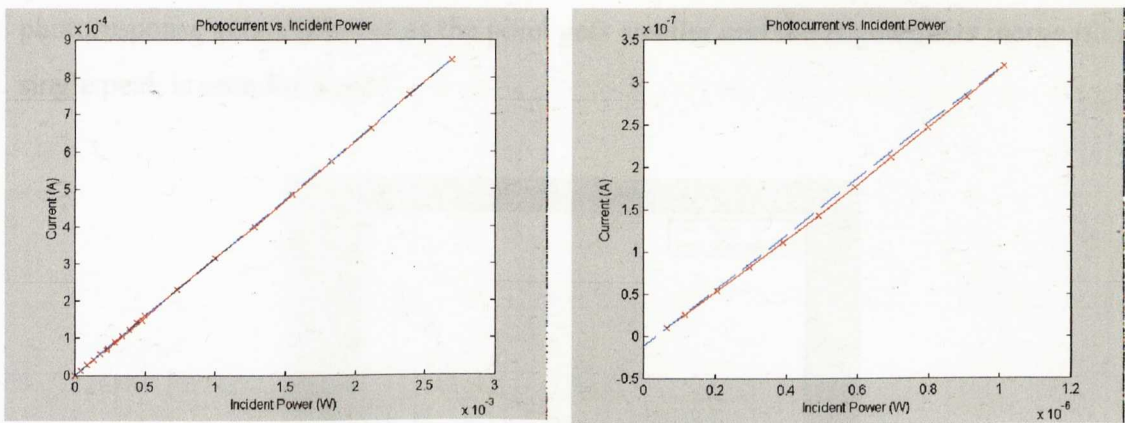 Photocurrent vs. Incident Power
x 10⁻⁴
9
8
7
6
5
4
3
2
1
0
Current (A)
0 0.5 1 1.5 2 2.5 3
Incident Power (W)
x 10⁻³
Photocurrent vs. Incident Power
x 10⁻⁷
3.5
3
2.5
2
1.5
1
0.5
0
-0.5
Current (A)
0 0.2 0.4 0.6 0.8 1 1.2
Incident Power (W)
x 10⁻⁶